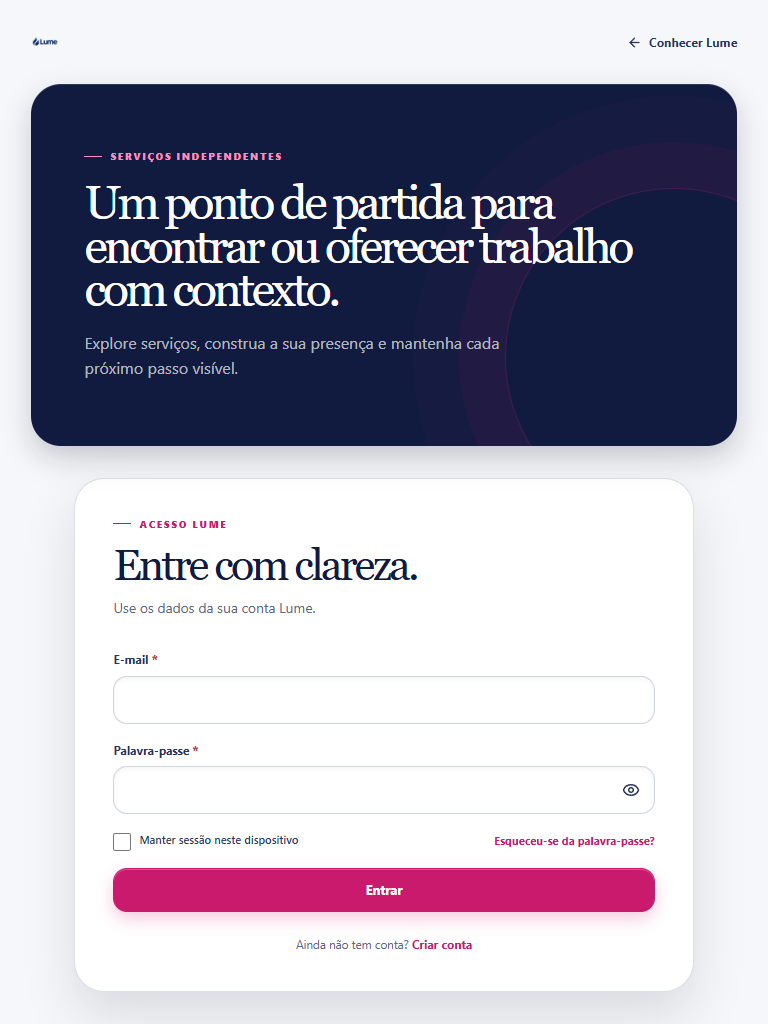 Lume
Conhecer Lume
SERVIÇOS INDEPENDENTES
Um ponto de partida para
encontrar ou oferecer trabalho
com contexto.
Explore serviços, construa a sua presença e mantenha cada
próximo passo visível.
ACESSO LUME
Entre com clareza.
Use os dados da sua conta Lume.
E-mail *
Palavra-passe *
Manter sessão neste dispositivo
Esqueceu-se da palavra-passe?
Entrar
Ainda não tem conta? Criar conta